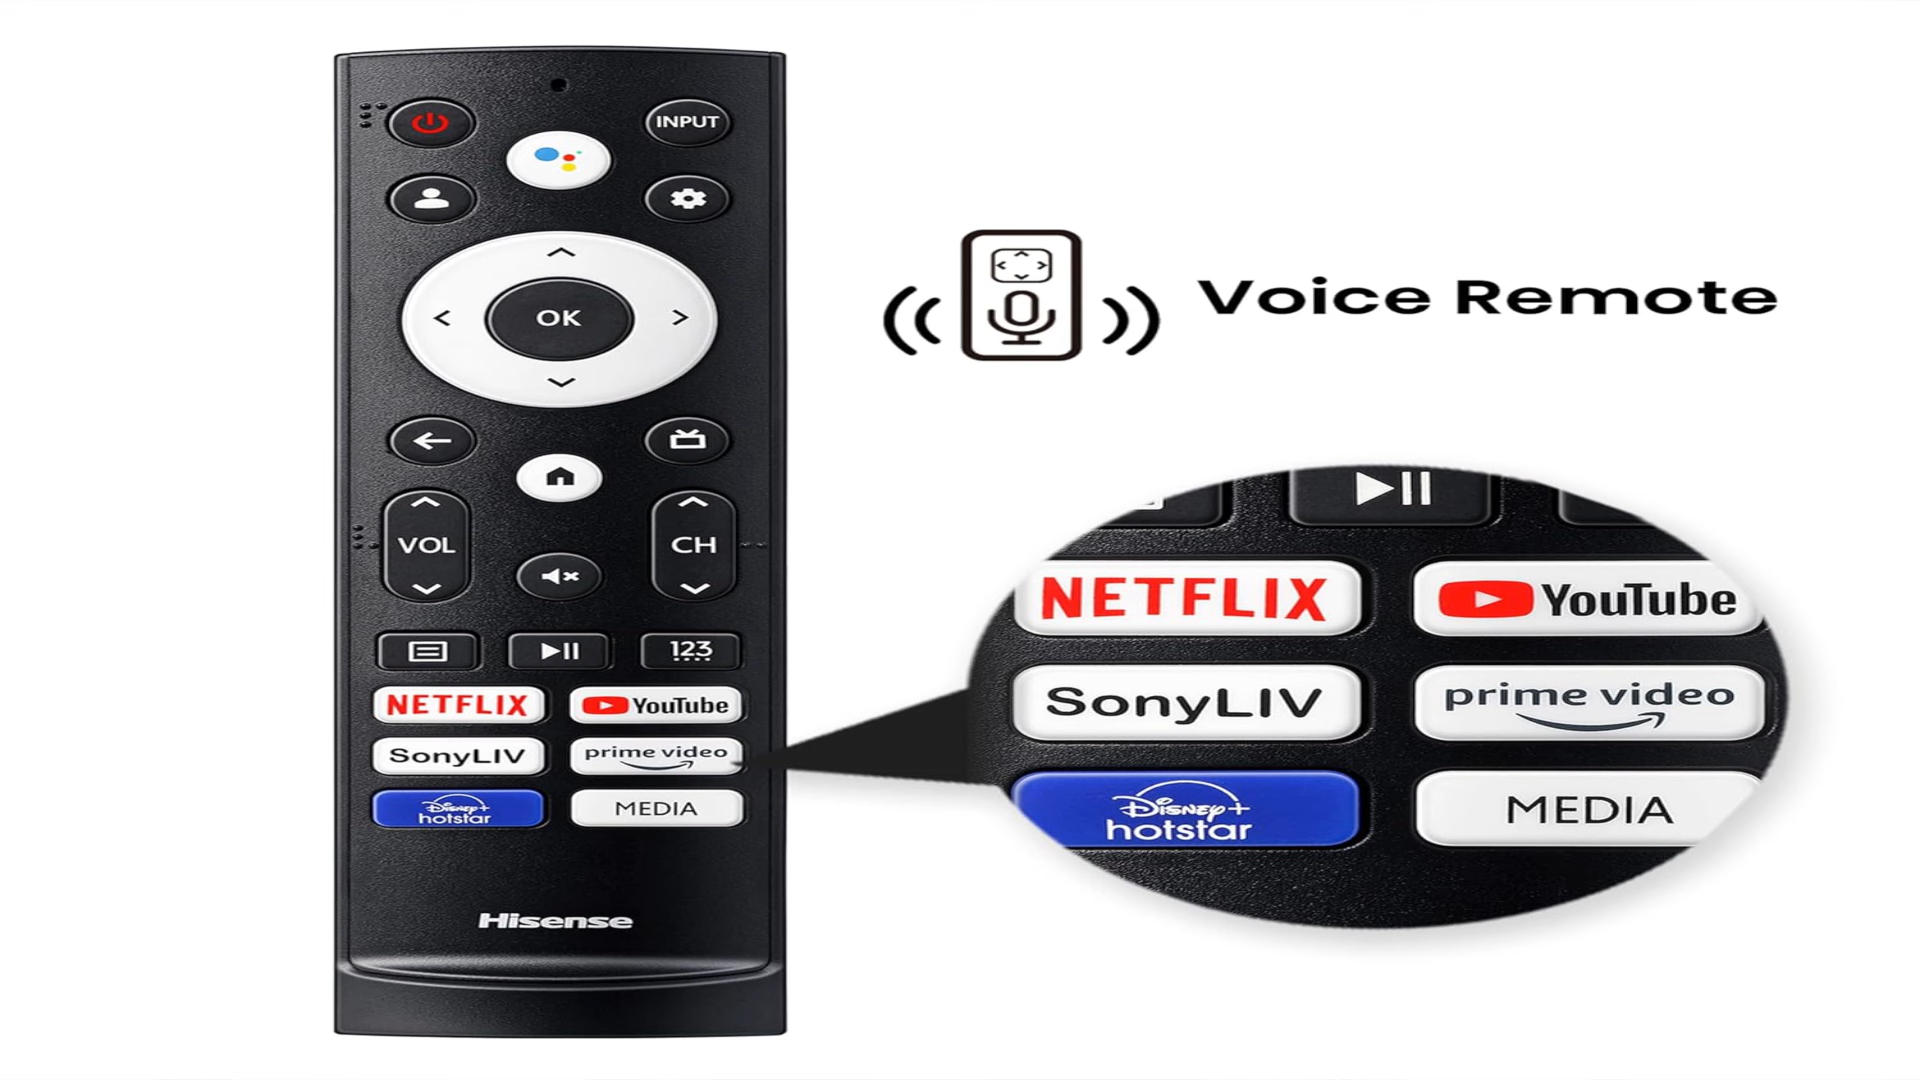 INPUT
OK
VOL
CH
123
NETFLIX
YouTube
SonyLIV
prime video
Disney+
hotstar
MEDIA
Hisense
Voice Remote
NETFLIX
YouTube
SonyLIV
prime video
Disney+
hotstar
MEDIA